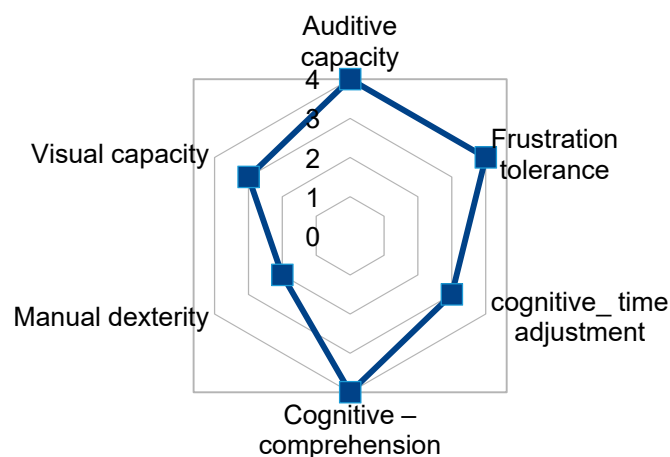 Auditive
capacity
4
3
2
1
0
Frustration
tolerance
Visual capacity
cognitive_ time
adjustment
Manual dexterity
Cognitive –
comprehension